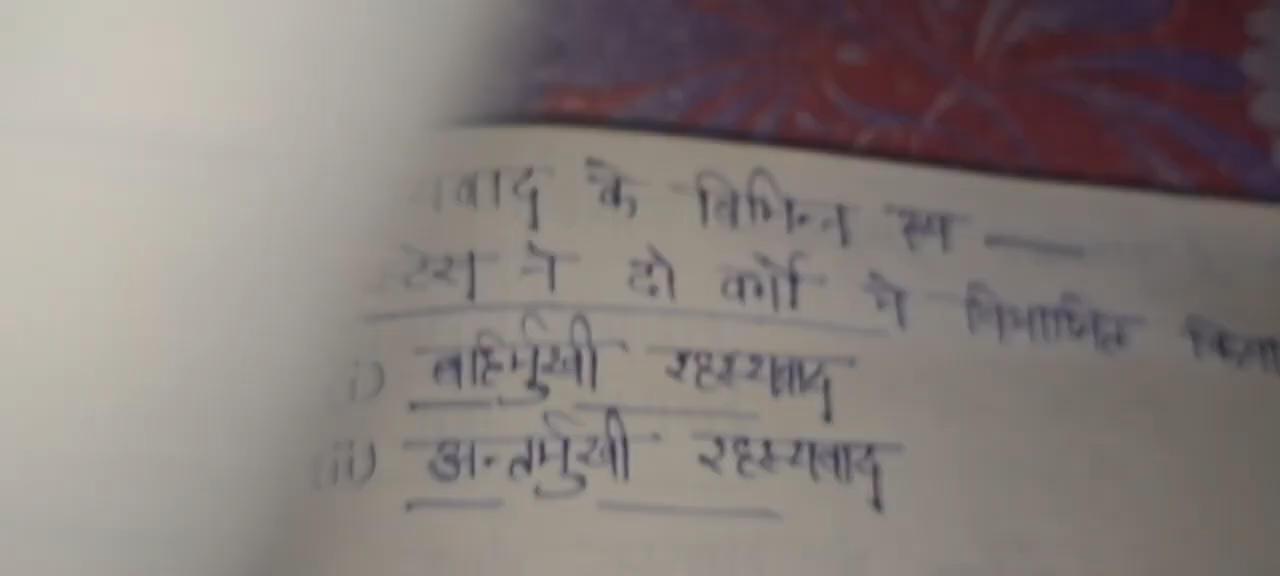 वाद के विभिन्न रूप —
ने दो वर्गो मे विभाजित किया
i) बहिर्मुखी रहस्यवाद
ii) अन्तर्मुखी रहस्यवाद